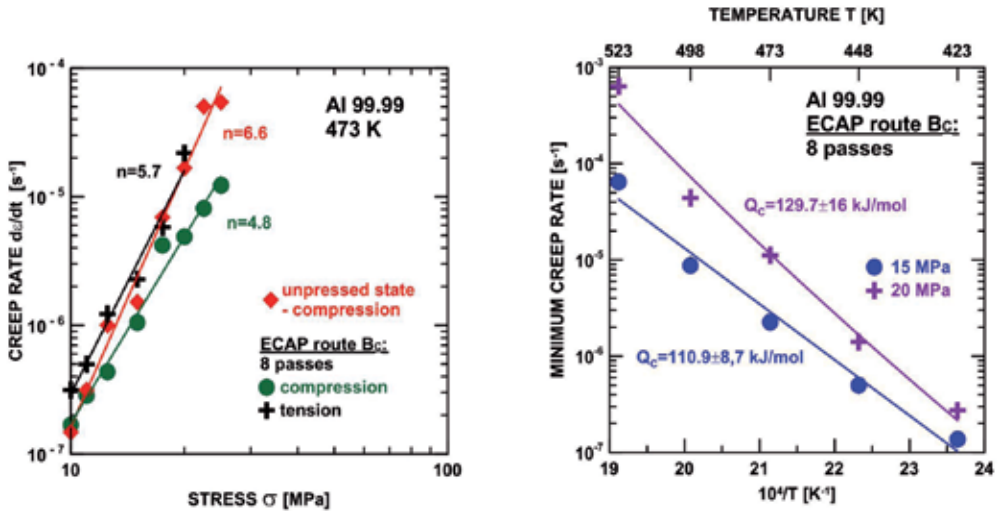 10⁻⁴
10⁻⁵
10⁻⁶
10⁻⁷
CREEP RATE dε/dt [s⁻¹]
Al 99.99
473 K
n=6.6
n=5.7
n=4.8
unpressed state
- compression
ECAP route Bc:
8 passes
compression
tension
10
100
STRESS σ [MPa]
TEMPERATURE T [K]
523
498
473
448
423
10⁻³
10⁻⁴
10⁻⁵
10⁻⁶
10⁻⁷
MINIMUM CREEP RATE [s⁻¹]
Al 99.99
ECAP route Bc:
8 passes
Qc=129.7±16 kJ/mol
15 MPa
20 MPa
Qc=110.9±8,7 kJ/mol
19
20
21
22
23
24
10⁴/T [K⁻¹]